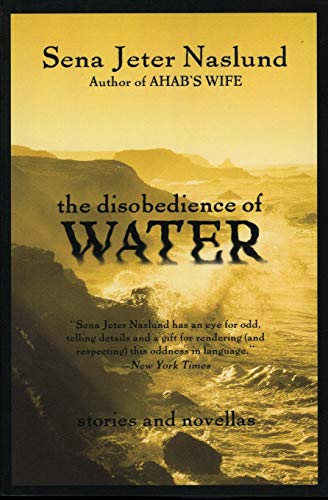 Sena Jeter Naslund
Author of AHAB'S WIFE
the disobedience of
WATER
"Sena Jeter Naslund has an eye for odd,
telling details and a gift for rendering (and
respecting) this oddness in language."
—New York Times
stories and novellas